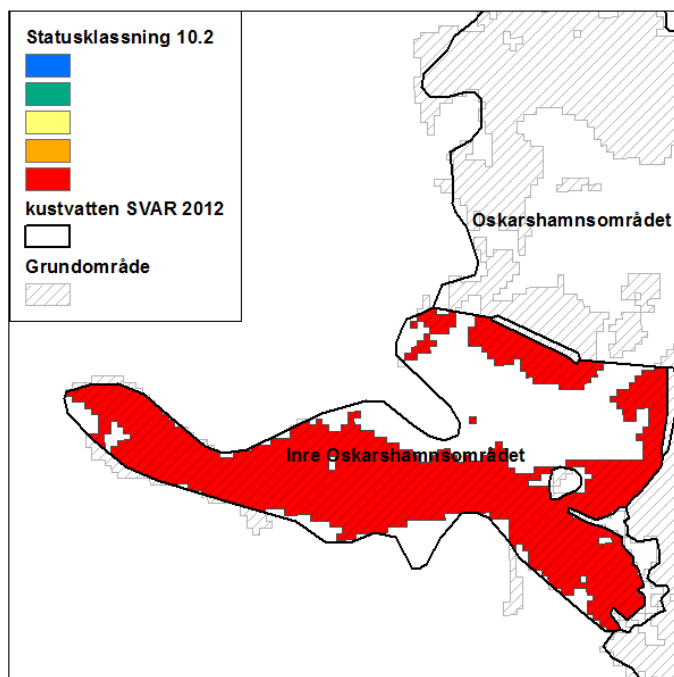 Statusklassning 10.2
kustvatten SVAR 2012
Grundområde
Oskarshamnsområdet
Inre Oskarshamnsområdet